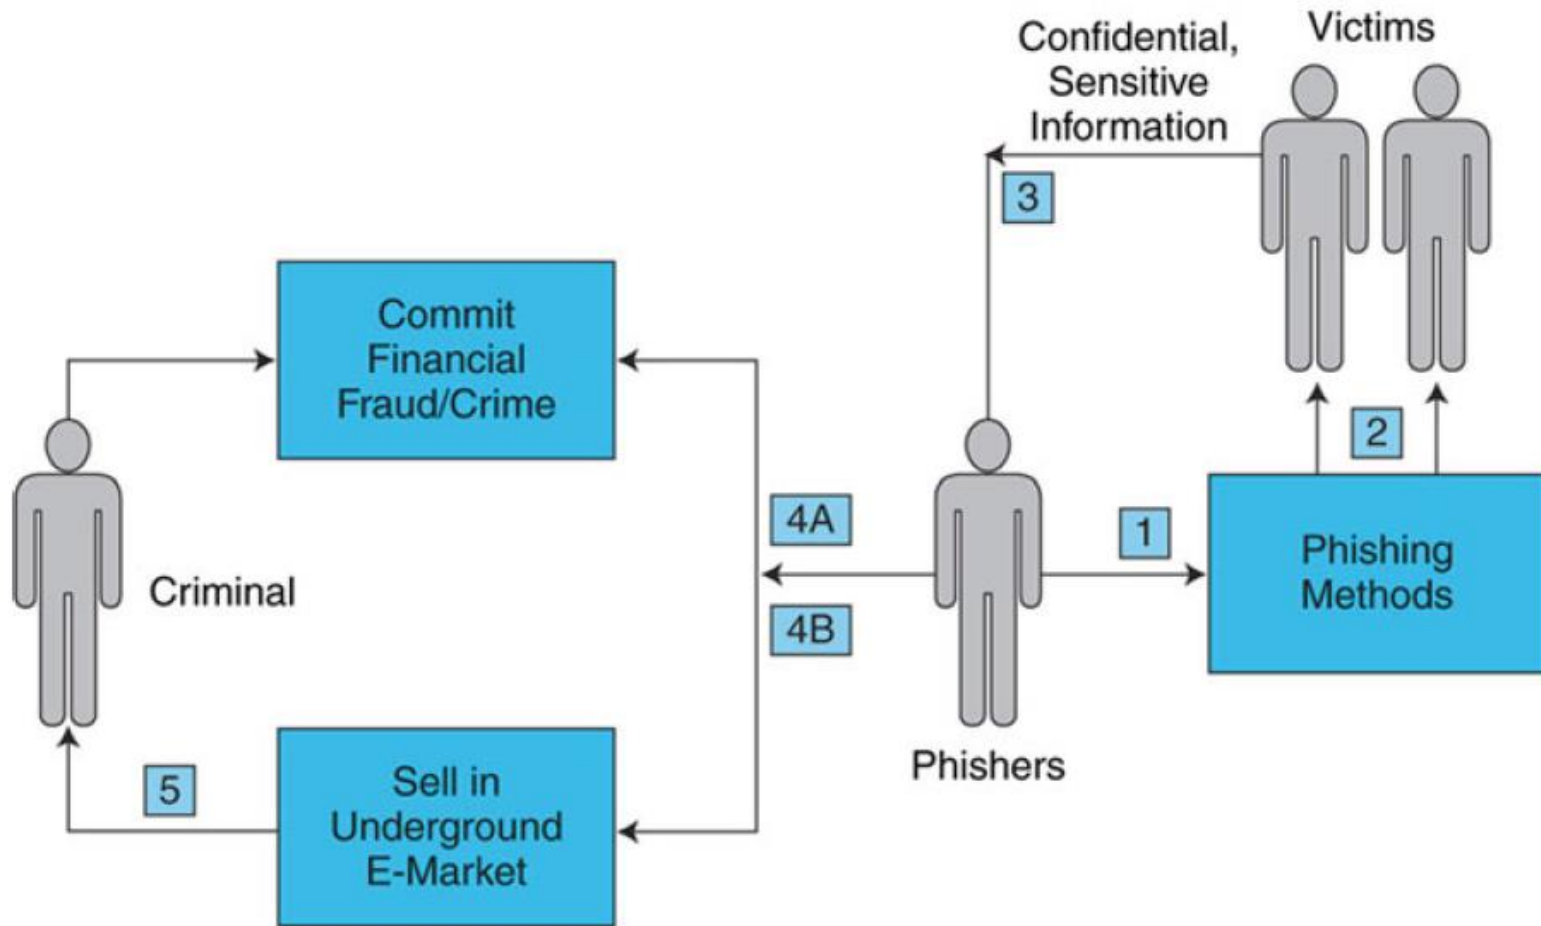 Victims
Confidential,
Sensitive
Information
3
Commit
Financial
Fraud/Crime
2
4A
1
Phishing
Methods
Criminal
4B
Phishers
5
Sell in
Underground
E-Market